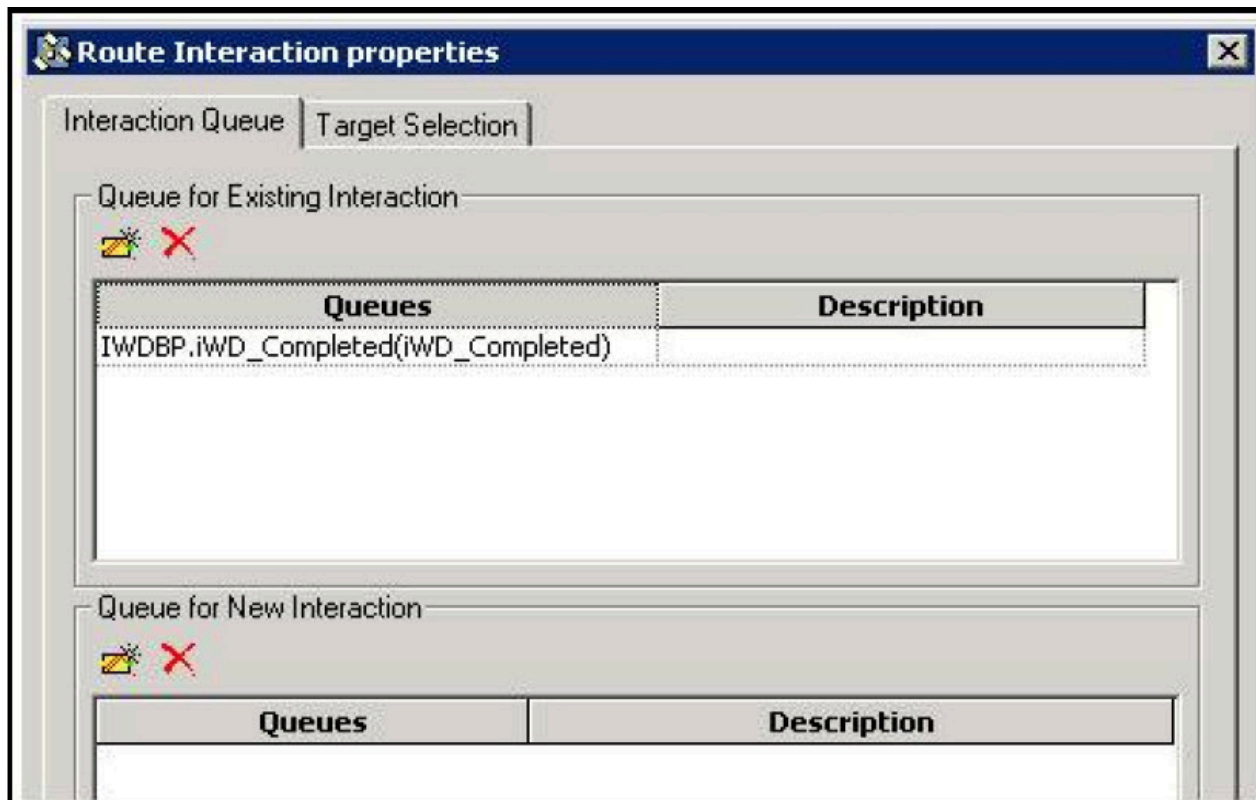 Route Interaction properties
Interaction Queue Target Selection
Queue for Existing Interaction
Queues Description
IWDBP.iWD_Completed(iWD_Completed)
Queue for New Interaction
Queues Description